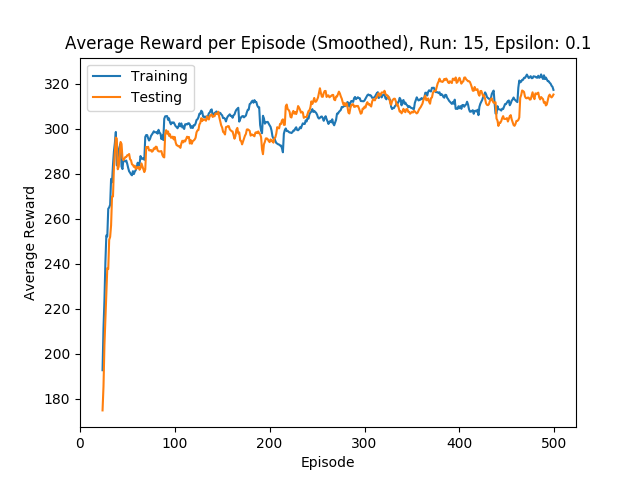 Average Reward per Episode (Smoothed), Run: 15, Epsilon: 0.1
Training
Testing
320
300
280
260
240
220
200
180
Average Reward
0 100 200 300 400 500
Episode